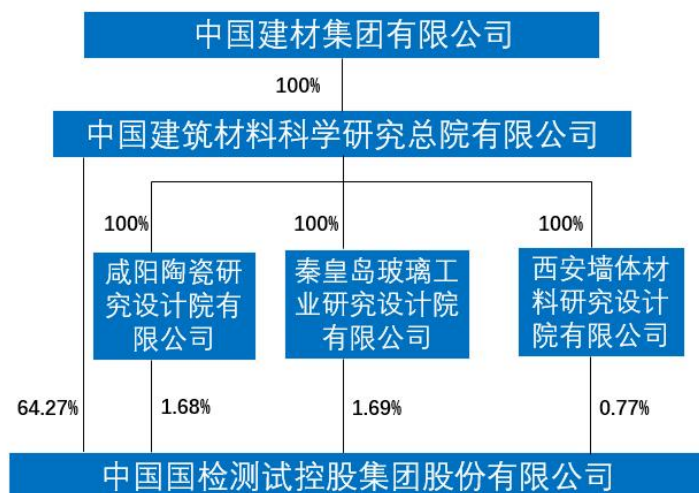 中国建材集团有限公司
100%
中国建筑材料科学研究总院有限公司
100%
100%
100%
咸阳陶瓷研
究设计院有
限公司
秦皇岛玻璃工
业研究设计院
有限公司
西安墙体材
料研究设计
院有限公司
64.27%
1.68%
1.69%
0.77%
中国国检测试控股集团股份有限公司